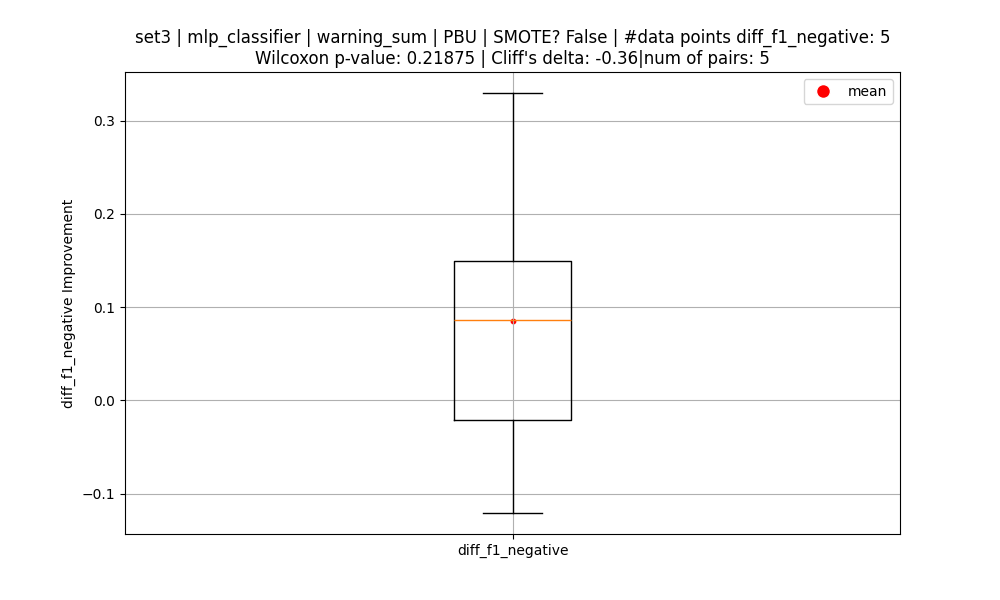 set3 | mlp_classifier | warning_sum | PBU | SMOTE? False | #data points diff_f1_negative: 5
Wilcoxon p-value: 0.21875 | Cliff's delta: -0.36|num of pairs: 5
mean
0.3
0.2
0.1
0.0
−0.1
diff_f1_negative Improvement
diff_f1_negative